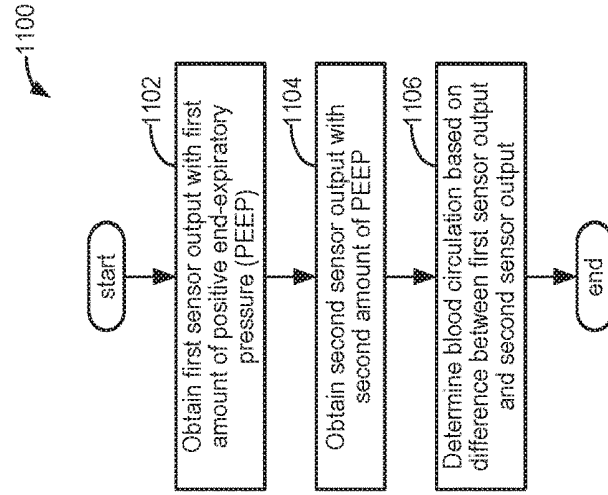 1100
start
1102
Obtain first sensor output with first
amount of positive end-expiratory
pressure (PEEP)
1104
Obtain second sensor output with
second amount of PEEP
1106
Determine blood circulation based on
difference between first sensor output
and second sensor output
end